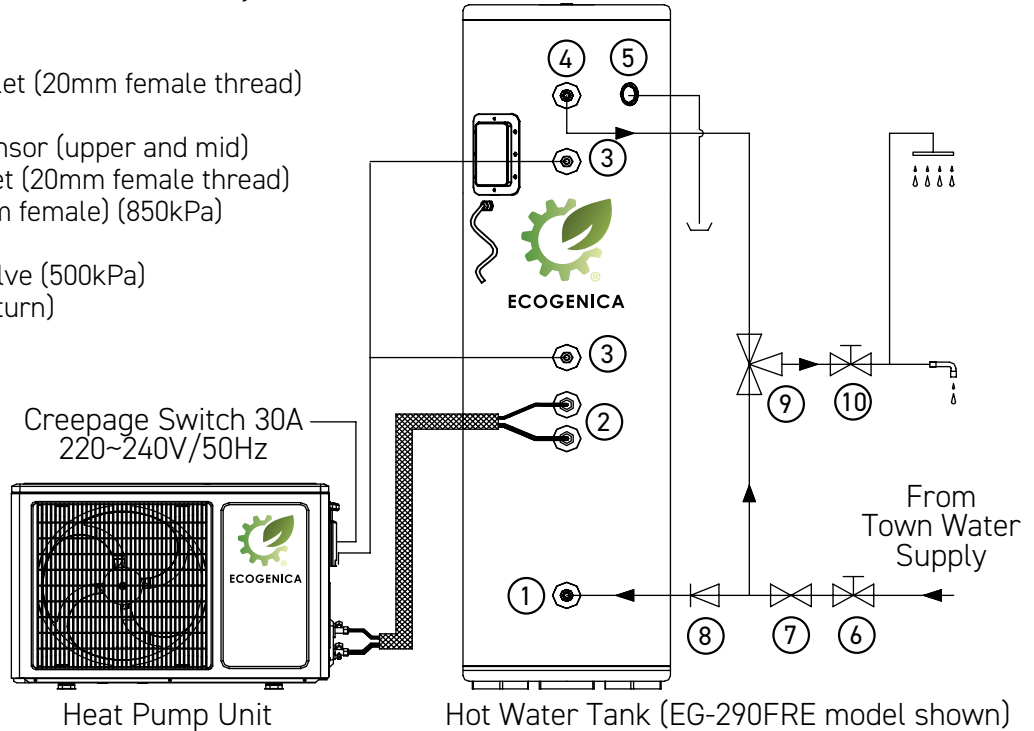 let (20mm female thread)
nsor (upper and mid)
et (20mm female thread)
m female) (850kPa)
lve (500kPa)
turn)
4
5
3
ECOGENICA
3
2
9
10
Creepage Switch 30A
220~240V/50Hz
ECOGENICA
From
Town Water
Supply
1
8
7
6
Heat Pump Unit
Hot Water Tank (EG-290FRE model shown)